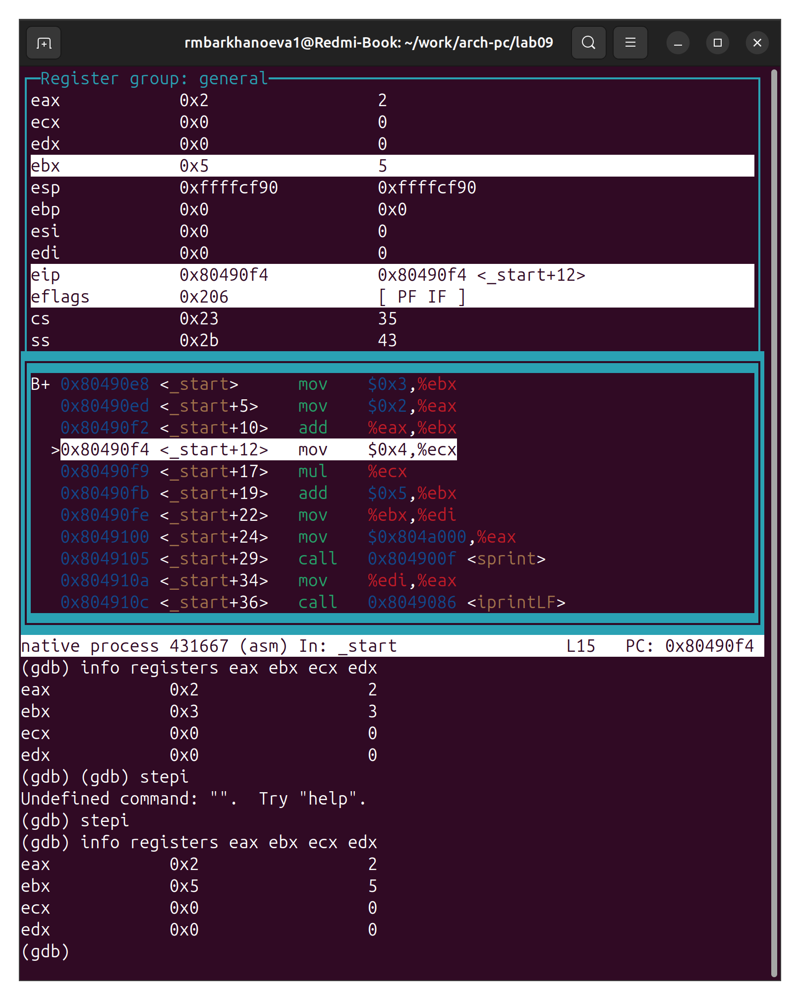 rmbarkhanoeva1@Redmi-Book: ~/work/arch-pc/lab09
Register group: general
eax 0x2 2
ecx 0x0 0
edx 0x0 0
ebx 0x5 5
esp 0xffffcf90 0xffffcf90
ebp 0x0 0x0
esi 0x0 0
edi 0x0 0
eip 0x80490f4 0x80490f4 <_start+12>
eflags 0x206 [ PF IF ]
cs 0x23 35
ss 0x2b 43
B+ 0x80490e8 <_start> mov $0x3,%ebx
0x80490ed <_start+5> mov $0x2,%eax
0x80490f2 <_start+10> add %eax,%ebx
>0x80490f4 <_start+12> mov $0x4,%ecx
0x80490f9 <_start+17> mul %ecx
0x80490fb <_start+19> add $0x5,%ebx
0x80490fe <_start+22> mov %ebx,%edi
0x8049100 <_start+24> mov $0x804a000,%eax
0x8049105 <_start+29> call 0x804900f <sprint>
0x804910a <_start+34> mov %edi,%eax
0x804910c <_start+36> call 0x8049086 <iprintLF>
native process 431667 (asm) In: _start L15 PC: 0x80490f4
(gdb) info registers eax ebx ecx edx
eax 0x2 2
ebx 0x3 3
ecx 0x0 0
edx 0x0 0
(gdb) (gdb) stepi
Undefined command: "". Try "help".
(gdb) stepi
(gdb) info registers eax ebx ecx edx
eax 0x2 2
ebx 0x5 5
ecx 0x0 0
edx 0x0 0
(gdb)